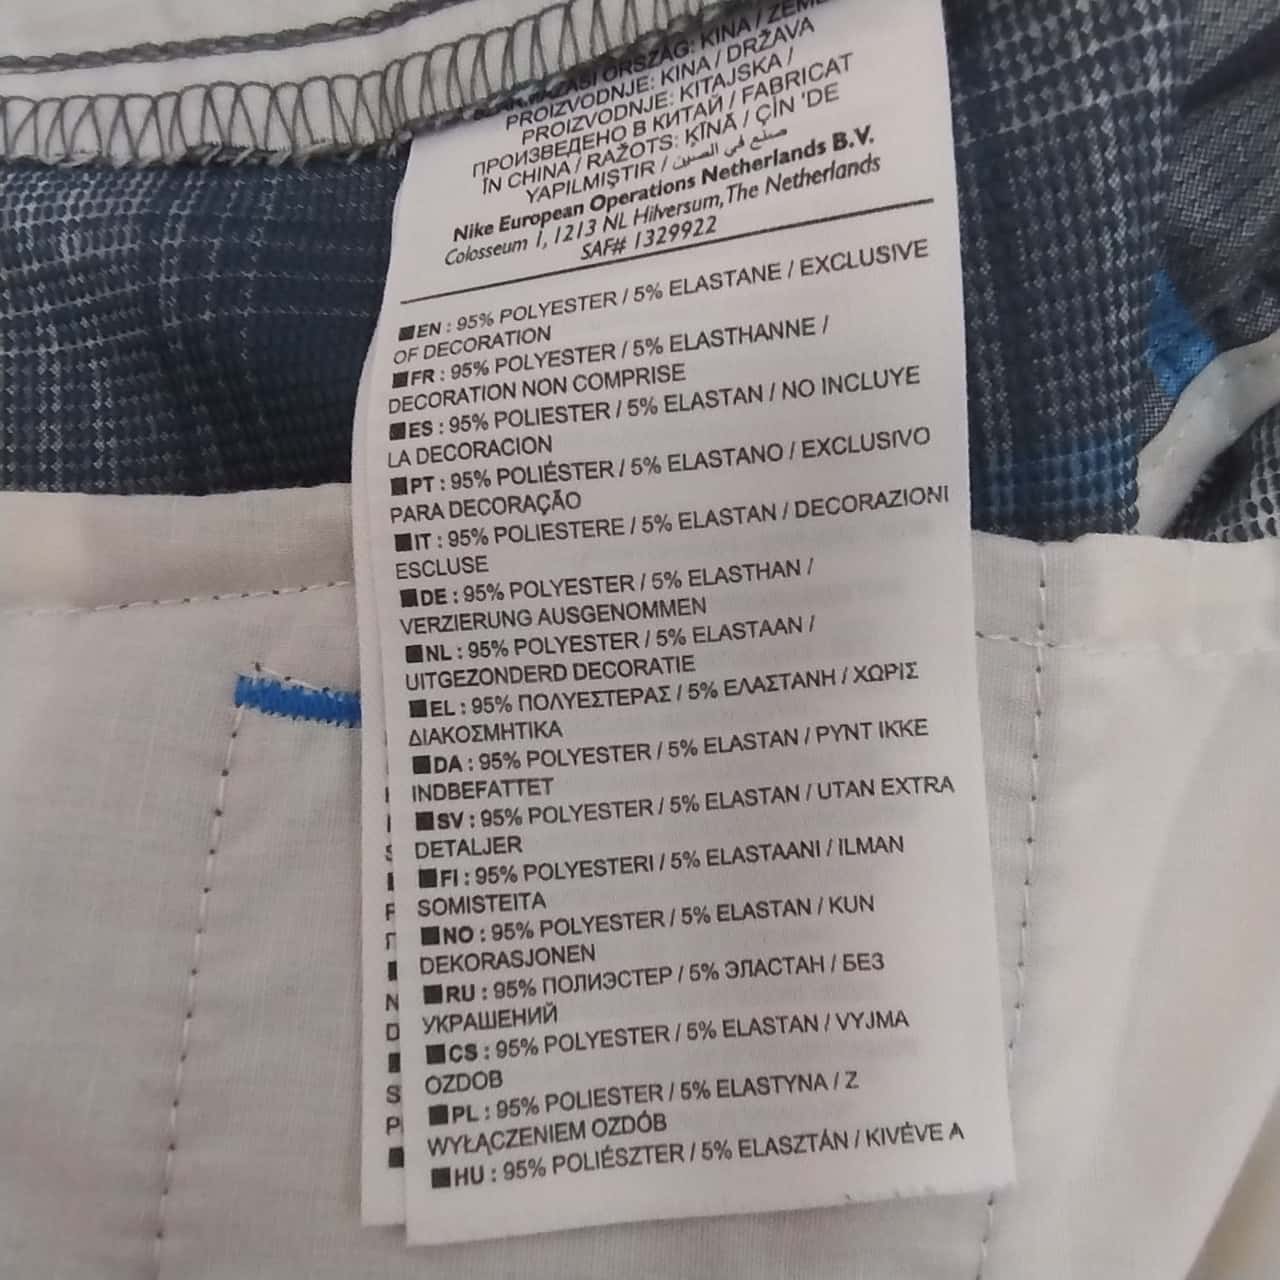 ORSZÁG: KINA / ZEM
PROIZVODNJE: KINA / DRŽAVA
PROIZVODNJE: KITAJSKA /
ПРОИЗВЕДЕНО В КИТАЙ / FABRICAT
ÎN CHINA / RAŽOTS: ĶĪNĀ / ÇİN 'DE
YAPILMIŞTIR / صنع في الصين
Nike European Operations Netherlands B.V.
Colosseum 1, 1213 NL Hilversum, The Netherlands
SAF# 1329922
EN : 95% POLYESTER / 5% ELASTANE / EXCLUSIVE
OF DECORATION
FR : 95% POLYESTER / 5% ELASTHANNE /
DECORATION NON COMPRISE
ES : 95% POLIESTER / 5% ELASTAN / NO INCLUYE
LA DECORACION
PT : 95% POLIÉSTER / 5% ELASTANO / EXCLUSIVO
PARA DECORAÇÃO
IT : 95% POLIESTERE / 5% ELASTAN / DECORAZIONI
ESCLUSE
DE : 95% POLYESTER / 5% ELASTHAN /
VERZIERUNG AUSGENOMMEN
NL : 95% POLYESTER / 5% ELASTAAN /
UITGEZONDERD DECORATIE
EL : 95% ΠΟΛΥΕΣΤΕΡΑΣ / 5% ΕΛΑΣΤΑΝΗ / ΧΩΡΙΣ
ΔΙΑΚΟΣΜΗΤΙΚΑ
DA : 95% POLYESTER / 5% ELASTAN / PYNT IKKE
INDBEFATTET
SV : 95% POLYESTER / 5% ELASTAN / UTAN EXTRA
DETALJER
FI : 95% POLYESTERI / 5% ELASTAANI / ILMAN
SOMISTEITA
NO : 95% POLYESTER / 5% ELASTAN / KUN
DEKORASJONEN
RU : 95% ПОЛИЭСТЕР / 5% ЭЛАСТАН / БЕЗ
УКРАШЕНИЙ
CS : 95% POLYESTER / 5% ELASTAN / VYJMA
OZDOB
PL : 95% POLIESTER / 5% ELASTYNA / Z
WYŁĄCZENIEM OZDÓB
HU : 95% POLIÉSZTER / 5% ELASZTÁN / KIVÉVE A